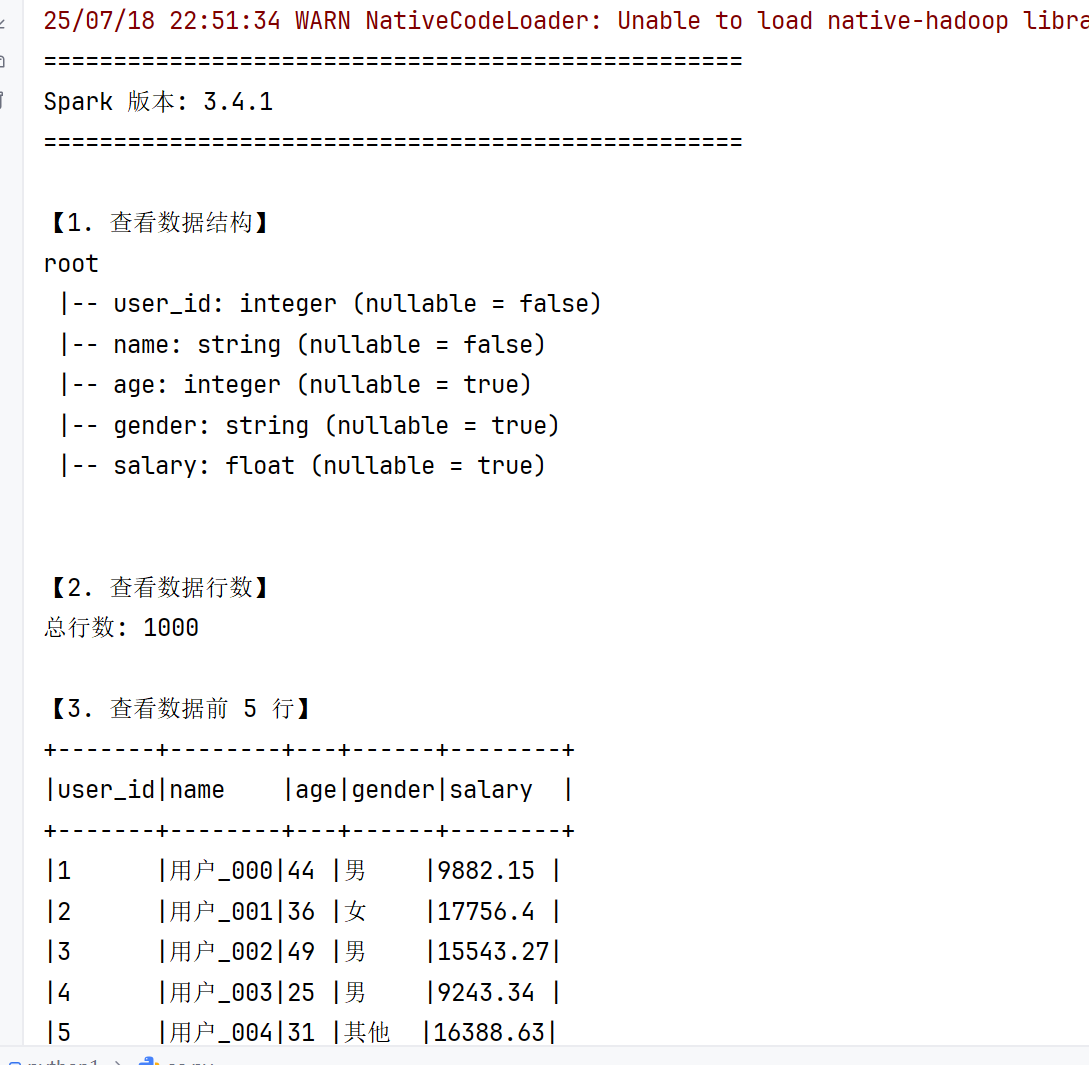 25/07/18 22:51:34 WARN NativeCodeLoader: Unable to load native-hadoop
==================================================
Spark 版本: 3.4.1
==================================================
【1. 查看数据结构】
root
 |-- user_id: integer (nullable = false)
 |-- name: string (nullable = false)
 |-- age: integer (nullable = true)
 |-- gender: string (nullable = true)
 |-- salary: float (nullable = true)
【2. 查看数据行数】
总行数: 1000
【3. 查看数据前 5 行】
+-------+--------+---+------+--------+
|user_id|name    |age|gender|salary  |
+-------+--------+---+------+--------+
|1      |用户_000|44 |男    |9882.15 |
|2      |用户_001|36 |女    |17756.4 |
|3      |用户_002|49 |男    |15543.27|
|4      |用户_003|25 |男    |9243.34 |
|5      |用户_004|31 |其他  |16388.63|